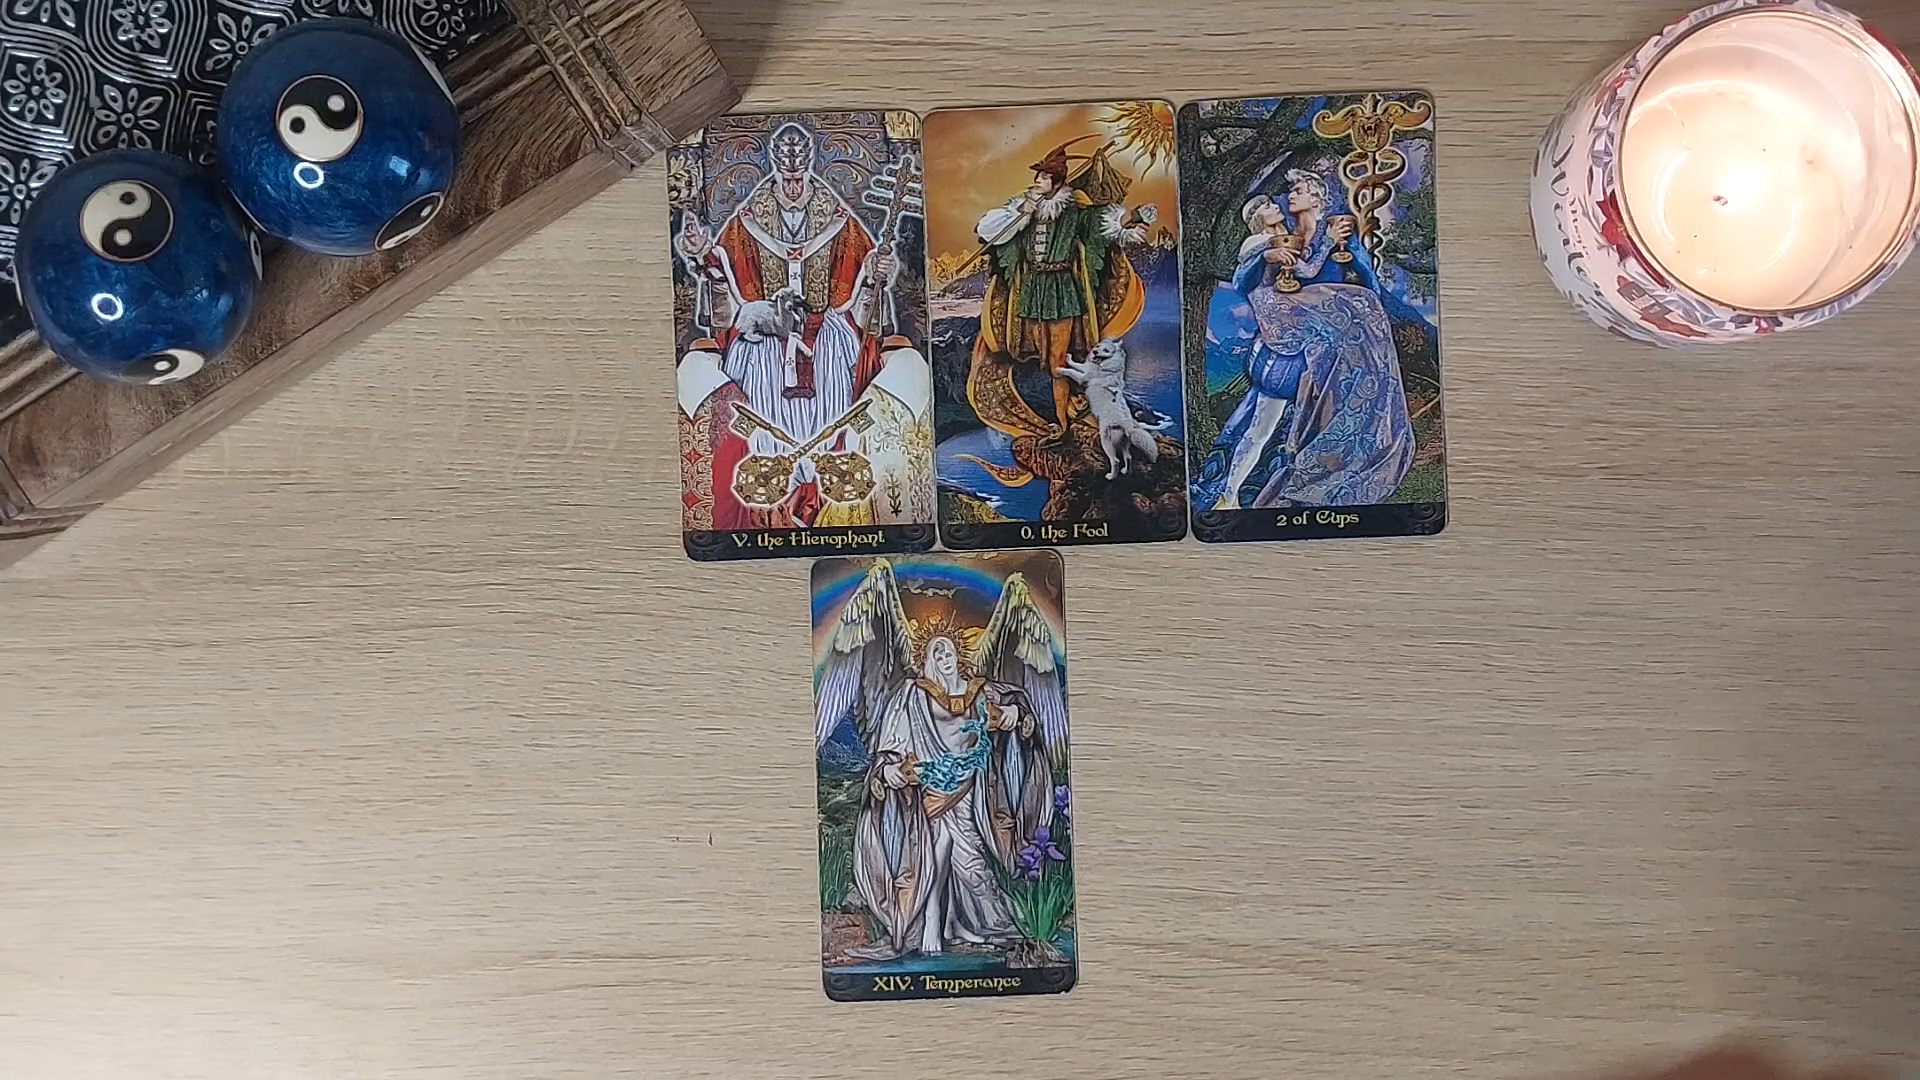 V. the Hierophant
0. the Fool
2 of Cups
XIV. Temperance